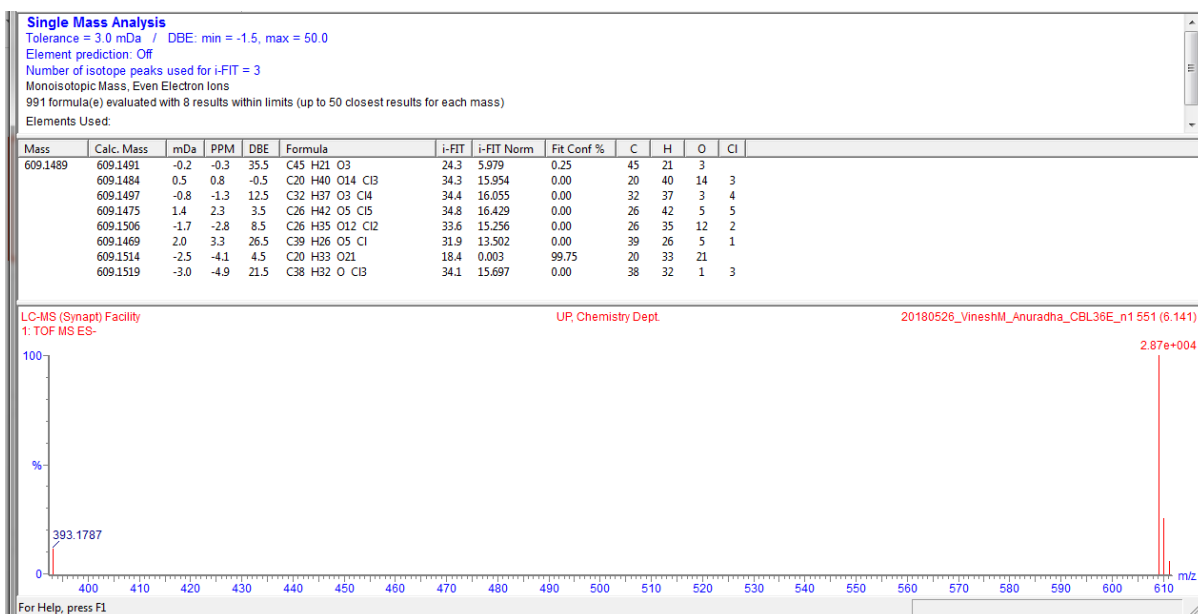 Single Mass Analysis
Tolerance = 3.0 mDa / DBE: min = -1.5, max = 50.0
Element prediction: Off
Number of isotope peaks used for i-FIT = 3
Monoisotopic Mass, Even Electron Ions
991 formula(e) evaluated with 8 results within limits (up to 50 closest results for each mass)
Elements Used:
Mass Calc. Mass mDa PPM DBE Formula i-FIT i-FIT Norm Fit Conf % C H O Cl
609.1489 609.1491 -0.2 -0.3 35.5 C45 H21 O3 24.3 5.979 0.25 45 21 3
609.1484 0.5 0.8 -0.5 C20 H40 O14 Cl3 34.3 15.954 0.00 20 40 14 3
609.1497 -0.8 -1.3 12.5 C32 H37 O3 Cl4 34.4 16.055 0.00 32 37 3 4
609.1475 1.4 2.3 3.5 C26 H42 O5 Cl5 34.8 16.429 0.00 26 42 5 5
609.1506 -1.7 -2.8 8.5 C26 H35 O12 Cl2 33.6 15.256 0.00 26 35 12 2
609.1469 2.0 3.3 26.5 C39 H26 O5 Cl 31.9 13.502 0.00 39 26 5 1
609.1514 -2.5 -4.1 4.5 C20 H33 O21 18.4 0.003 99.75 20 33 21
609.1519 -3.0 -4.9 21.5 C38 H32 O Cl3 34.1 15.697 0.00 38 32 1 3
LC-MS (Synapt) Facility UP, Chemistry Dept. 20180526_VineshM_Anuradha_CBL36E_n1 551 (6.141)
1: TOF MS ES-
2.87e+004
100
%
393.1787
0
400 410 420 430 440 450 460 470 480 490 500 510 520 530 540 550 560 570 580 590 600 610 m/z
For Help, press F1